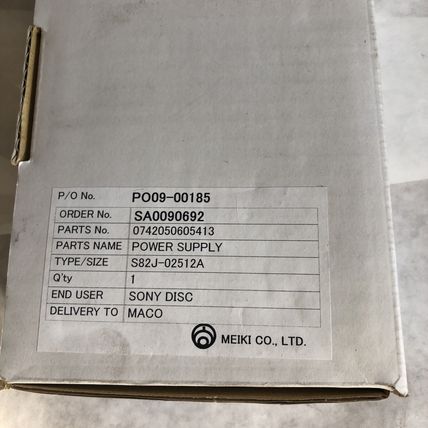 P/O No. PO09-00185
ORDER No. SA0090692
PARTS No. 0742050605413
PARTS NAME POWER SUPPLY
TYPE/SIZE S82J-02512A
Q'ty 1
END USER SONY DISC
DELIVERY TO MACO
MEIKI CO., LTD.